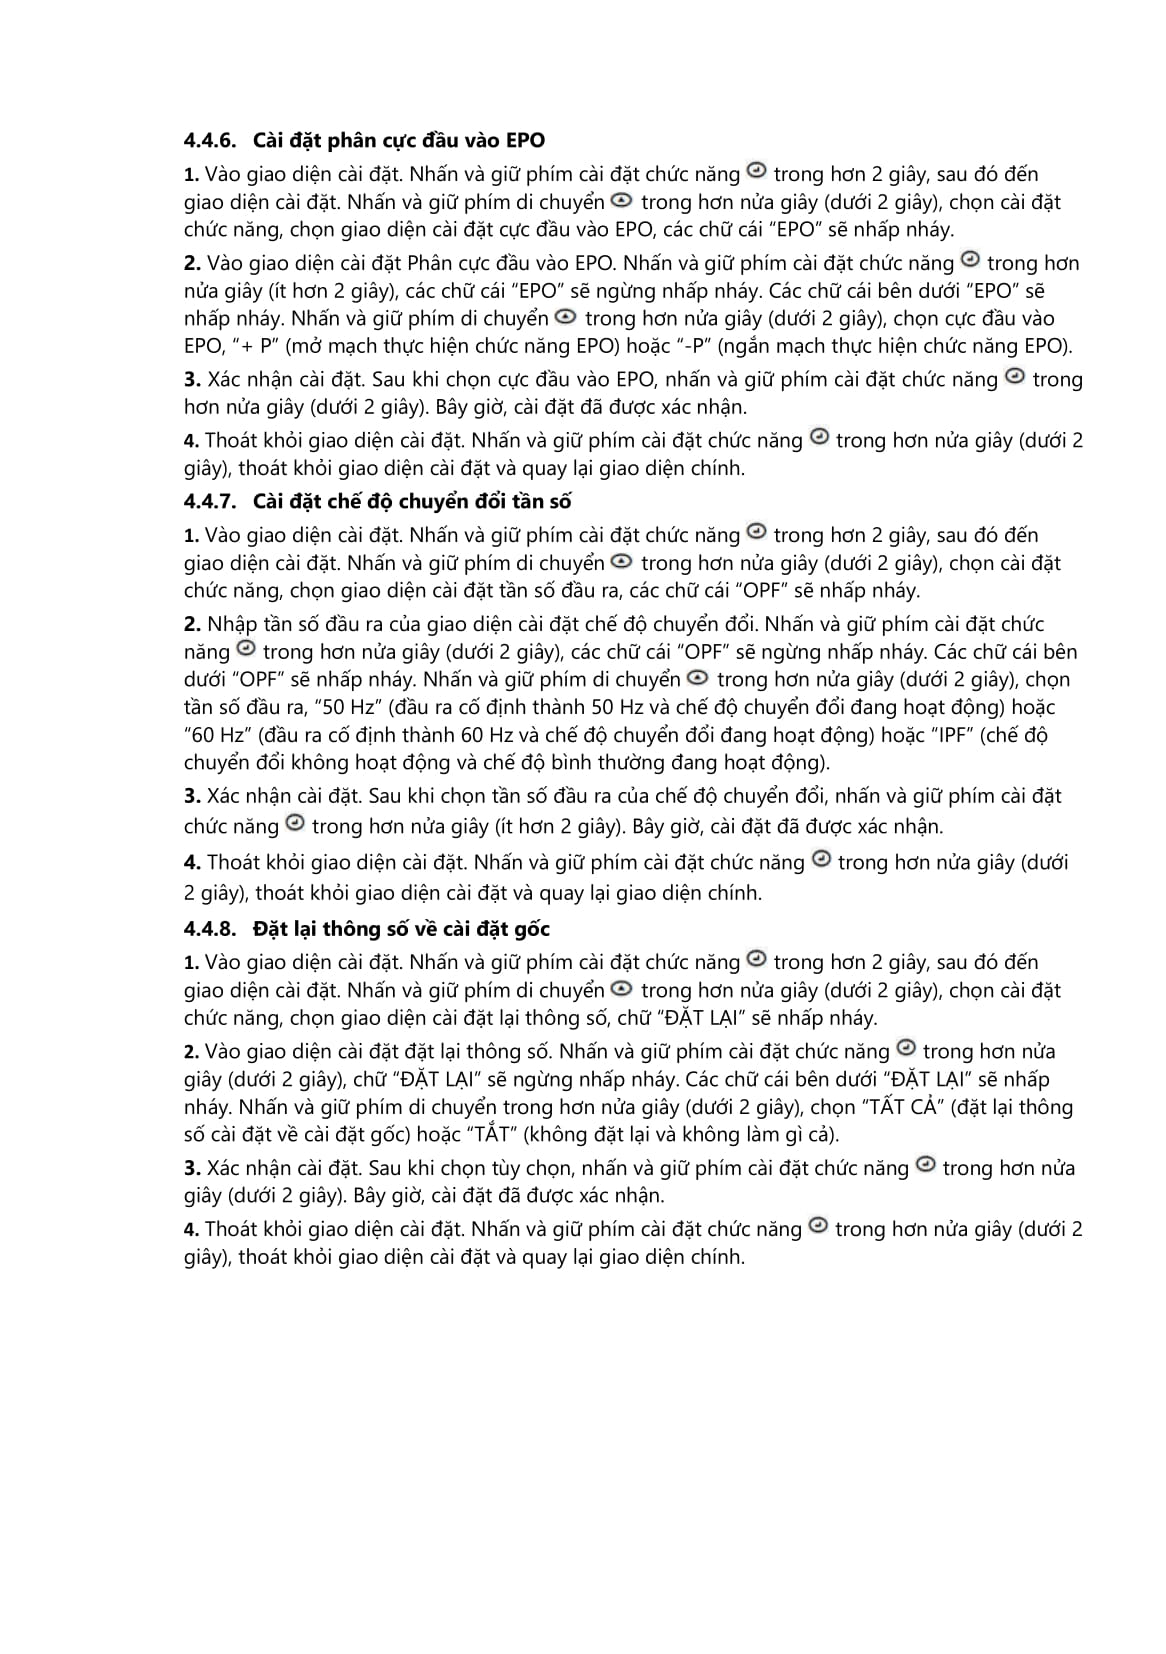 4.4.6. Cài đặt phân cực đầu vào EPO
1. Vào giao diện cài đặt. Nhấn và giữ phím cài đặt chức năng trong hơn 2 giây, sau đó đến
giao diện cài đặt. Nhấn và giữ phím di chuyển trong hơn nửa giây (dưới 2 giây), chọn cài đặt
chức năng, chọn giao diện cài đặt cực đầu vào EPO, các chữ cái “EPO” sẽ nhấp nháy.
2. Vào giao diện cài đặt Phân cực đầu vào EPO. Nhấn và giữ phím cài đặt chức năng trong hơn
nửa giây (ít hơn 2 giây), các chữ cái “EPO” sẽ ngừng nhấp nháy. Các chữ cái bên dưới “EPO” sẽ
nhấp nháy. Nhấn và giữ phím di chuyển trong hơn nửa giây (dưới 2 giây), chọn cực đầu vào
EPO, “+ P” (mở mạch thực hiện chức năng EPO) hoặc “-P” (ngắn mạch thực hiện chức năng EPO).
3. Xác nhận cài đặt. Sau khi chọn cực đầu vào EPO, nhấn và giữ phím cài đặt chức năng trong
hơn nửa giây (dưới 2 giây). Bây giờ, cài đặt đã được xác nhận.
4. Thoát khỏi giao diện cài đặt. Nhấn và giữ phím cài đặt chức năng trong hơn nửa giây (dưới 2
giây), thoát khỏi giao diện cài đặt và quay lại giao diện chính.
4.4.7. Cài đặt chế độ chuyển đổi tần số
1. Vào giao diện cài đặt. Nhấn và giữ phím cài đặt chức năng trong hơn 2 giây, sau đó đến
giao diện cài đặt. Nhấn và giữ phím di chuyển trong hơn nửa giây (dưới 2 giây), chọn cài đặt
chức năng, chọn giao diện cài đặt tần số đầu ra, các chữ cái “OPF” sẽ nhấp nháy.
2. Nhập tần số đầu ra của giao diện cài đặt chế độ chuyển đổi. Nhấn và giữ phím cài đặt chức
năng trong hơn nửa giây (dưới 2 giây), các chữ cái “OPF” sẽ ngừng nhấp nháy. Các chữ cái bên
dưới “OPF” sẽ nhấp nháy. Nhấn và giữ phím di chuyển trong hơn nửa giây (dưới 2 giây), chọn
tần số đầu ra, “50 Hz” (đầu ra cố định thành 50 Hz và chế độ chuyển đổi đang hoạt động) hoặc
“60 Hz” (đầu ra cố định thành 60 Hz và chế độ chuyển đổi đang hoạt động) hoặc “IPF” (chế độ
chuyển đổi không hoạt động và chế độ bình thường đang hoạt động).
3. Xác nhận cài đặt. Sau khi chọn tần số đầu ra của chế độ chuyển đổi, nhấn và giữ phím cài đặt
chức năng trong hơn nửa giây (ít hơn 2 giây). Bây giờ, cài đặt đã được xác nhận.
4. Thoát khỏi giao diện cài đặt. Nhấn và giữ phím cài đặt chức năng trong hơn nửa giây (dưới
2 giây), thoát khỏi giao diện cài đặt và quay lại giao diện chính.
4.4.8. Đặt lại thông số về cài đặt gốc
1. Vào giao diện cài đặt. Nhấn và giữ phím cài đặt chức năng trong hơn 2 giây, sau đó đến
giao diện cài đặt. Nhấn và giữ phím di chuyển trong hơn nửa giây (dưới 2 giây), chọn cài đặt
chức năng, chọn giao diện cài đặt lại thông số, chữ “ĐẶT LẠI” sẽ nhấp nháy.
2. Vào giao diện cài đặt đặt lại thông số. Nhấn và giữ phím cài đặt chức năng trong hơn nửa
giây (dưới 2 giây), chữ “ĐẶT LẠI” sẽ ngừng nhấp nháy. Các chữ cái bên dưới “ĐẶT LẠI” sẽ nhấp
nháy. Nhấn và giữ phím di chuyển trong hơn nửa giây (dưới 2 giây), chọn “TẤT CẢ” (đặt lại thông
số cài đặt về cài đặt gốc) hoặc “TẮT” (không đặt lại và không làm gì cả).
3. Xác nhận cài đặt. Sau khi chọn tùy chọn, nhấn và giữ phím cài đặt chức năng trong hơn nửa
giây (dưới 2 giây). Bây giờ, cài đặt đã được xác nhận.
4. Thoát khỏi giao diện cài đặt. Nhấn và giữ phím cài đặt chức năng trong hơn nửa giây (dưới 2
giây), thoát khỏi giao diện cài đặt và quay lại giao diện chính.